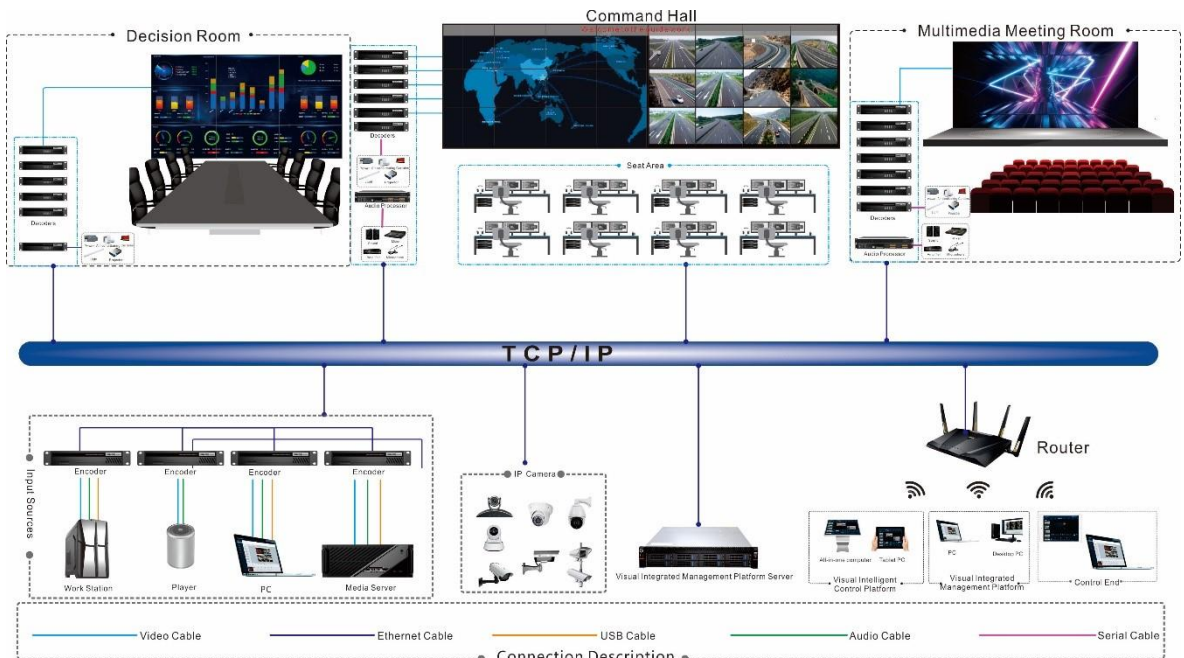 Command Hall
Decision Room
Multimedia Meeting Room
Decoders
Audio Processor
Decoders
Seat Area
Decoders
Audio Processor
TCP/IP
Input Sources
Encoder
Encoder
Encoder
Encoder
Work Station
Player
PC
Media Server
IP Camera
Visual Integrated Management Platform Server
Router
All-in-one computer
Tablet PC
Visual Intelligent
Control Platform
PC
Desktop PC
Visual Integrated
Management Platform
Control End
Video Cable
Ethernet Cable
USB Cable
Audio Cable
Serial Cable
Connection Description